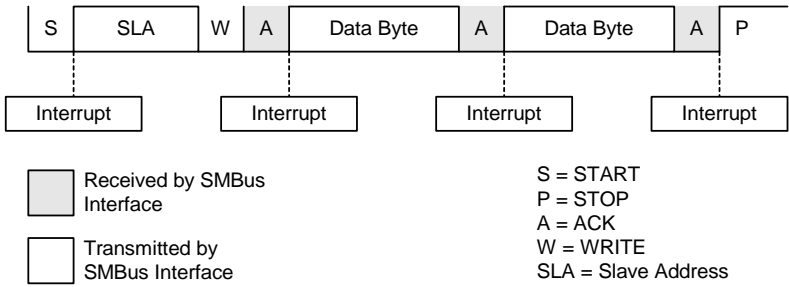 S SLA W A Data Byte A Data Byte A P
Interrupt Interrupt Interrupt Interrupt
Received by SMBus
Interface
Transmitted by
SMBus Interface
S = START
P = STOP
A = ACK
W = WRITE
SLA = Slave Address